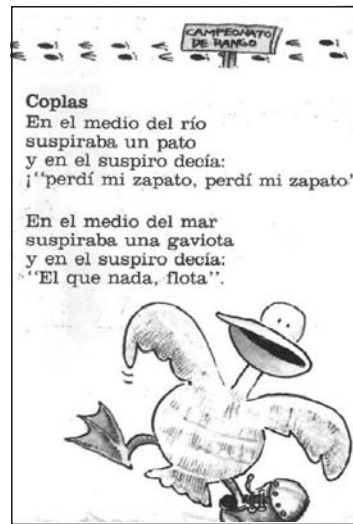 CAMPEONATO
DE RANGO
Coplas
En el medio del río
suspiraba un pato
y en el suspiro decía:
¡“perdí mi zapato, perdí mi zapato”
En el medio del mar
suspiraba una gaviota
y en el suspiro decía:
“El que nada, flota”.